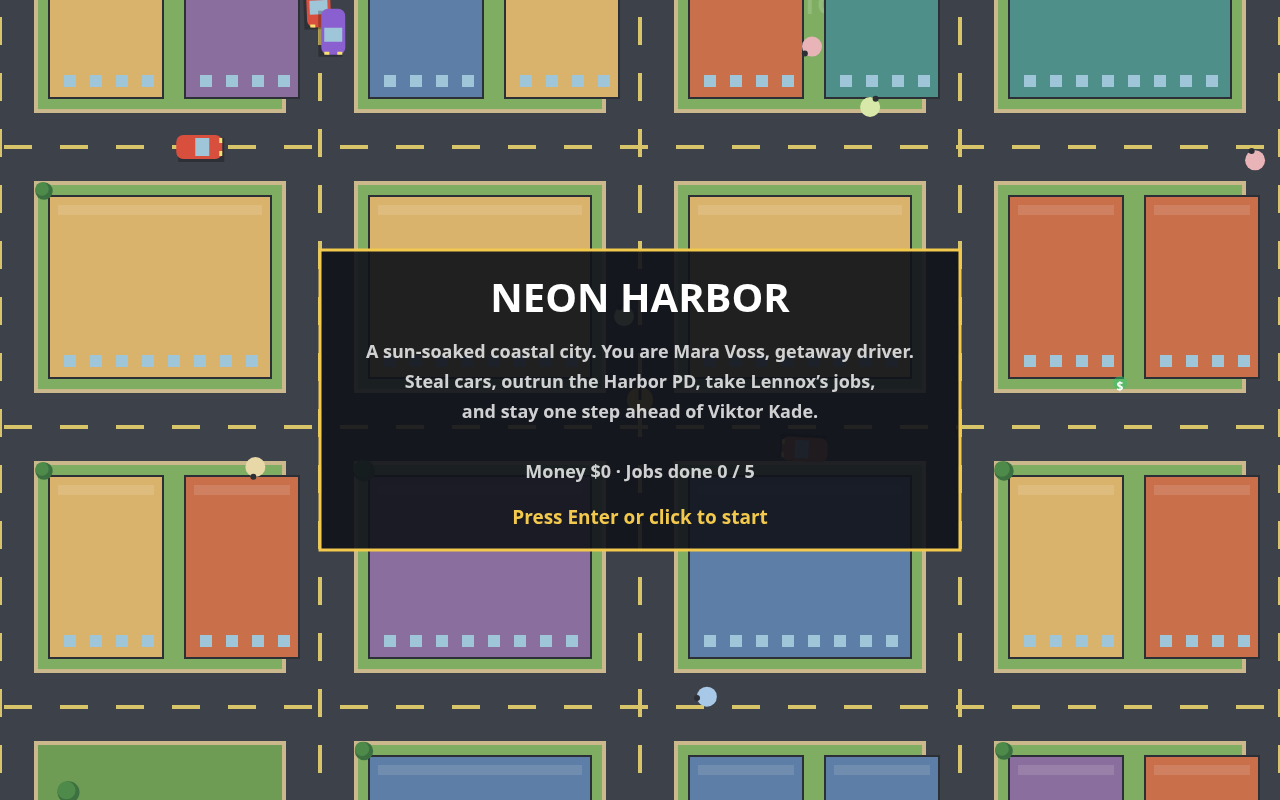 NEON HARBOR
A sun-soaked coastal city. You are Mara Voss, getaway driver.
Steal cars, outrun the Harbor PD, take Lennox’s jobs,
and stay one step ahead of Viktor Kade.
$
Money $0 · Jobs done 0 / 5
Press Enter or click to start